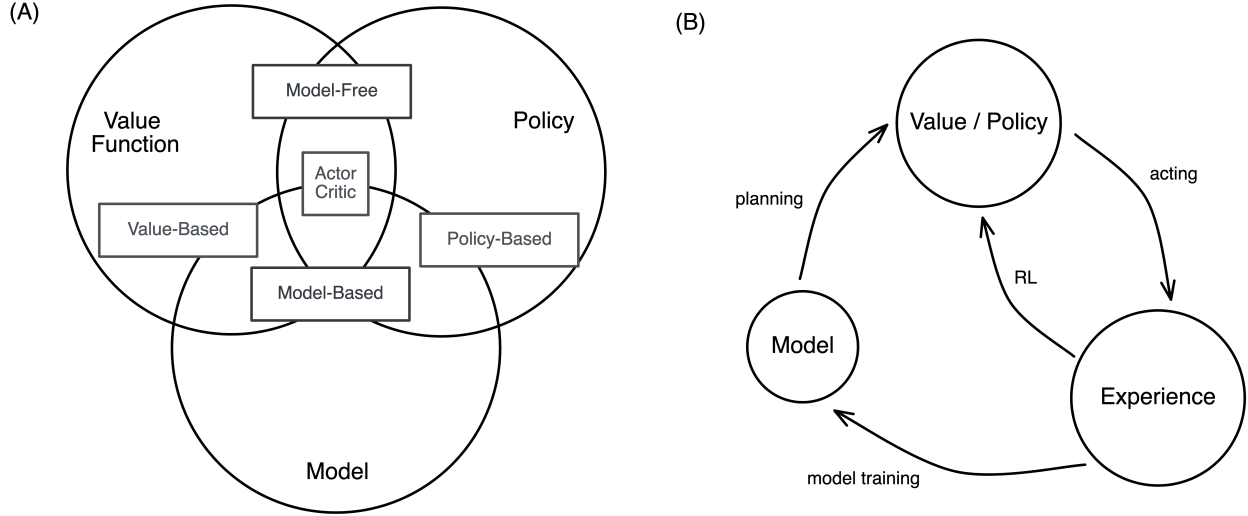 (A)
Model-Free
Value
Function
Policy
Actor
Critic
Value-Based
Policy-Based
Model-Based
Model
(B)
Value / Policy
planning
acting
RL
Model
Experience
model training